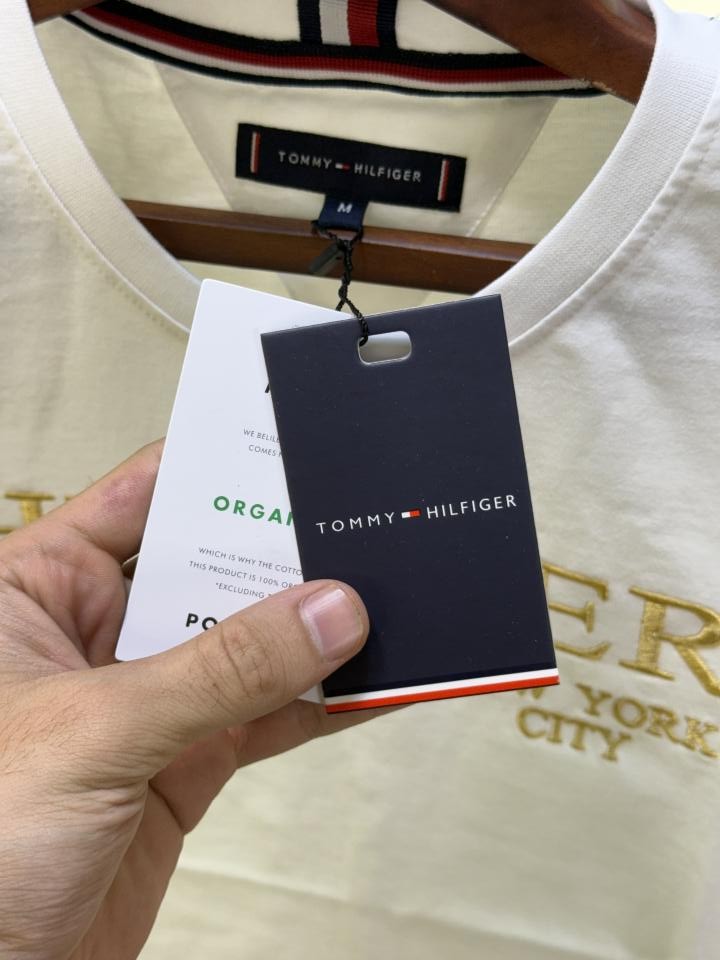 TOMMY HILFIGER
M
WE
COMES
ORGAN
WHICH IS WHY THE COTTO
THIS PRODUCT IS 100% OR
*EXCLUDING
PO
TOMMY HILFIGER
ER
YORK
CITY